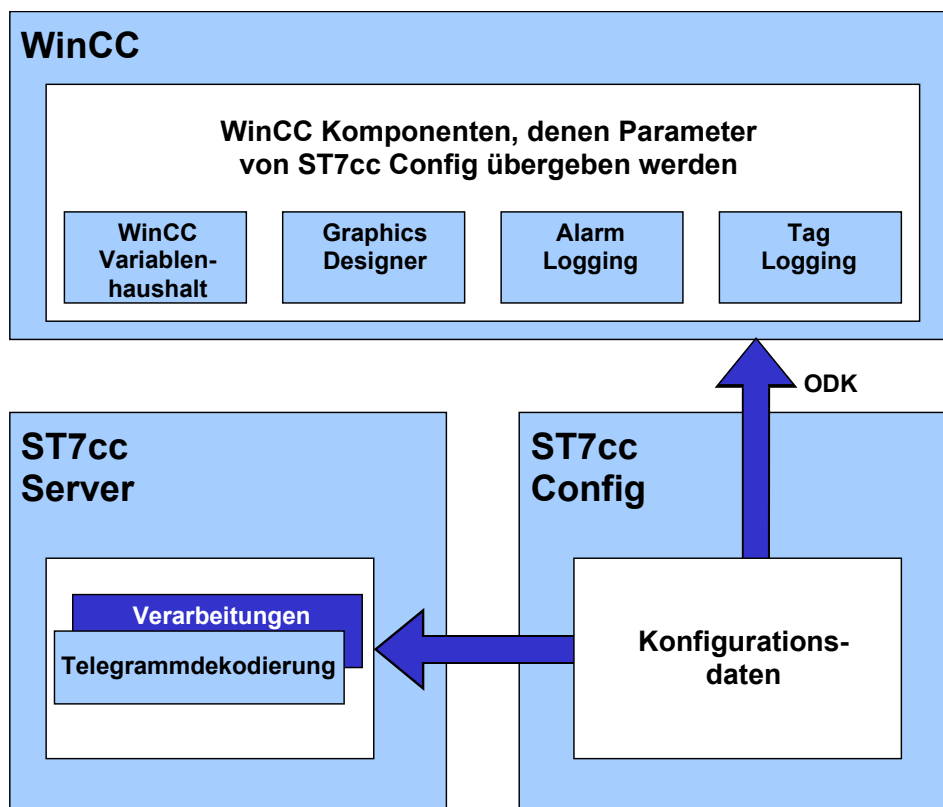 WinCC
WinCC Komponenten, denen Parameter
von ST7cc Config übergeben werden
WinCC
Variablen-
haushalt
Graphics
Designer
Alarm
Logging
Tag
Logging
ODK
ST7cc
Server
Verarbeitungen
Telegrammdekodierung
ST7cc
Config
Konfigurations-
daten